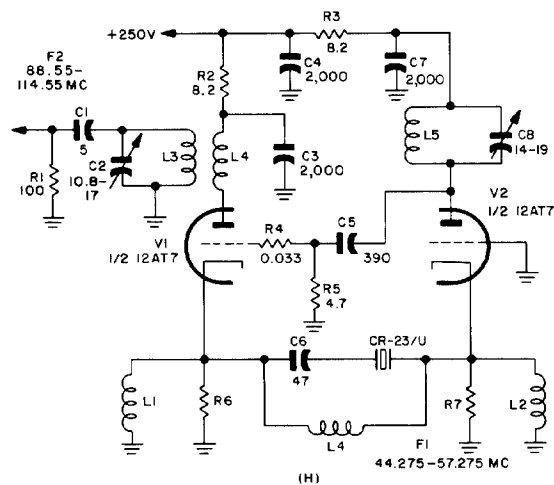 +250V
R3
8.2
C4
2,000
C7
2,000
F2
88.55-
114.55 MC
R2
8.2
C1
5
C2
10.8-
17
L3
L4
C3
2,000
L5
C8
14-19
R1
100
V1
1/2 12AT7
R4
0.033
C5
390
V2
1/2 12AT7
R5
4.7
C6
47
CR-23/U
L1
R6
L4
R7
L2
F1
44.275-57.275 MC
(H)